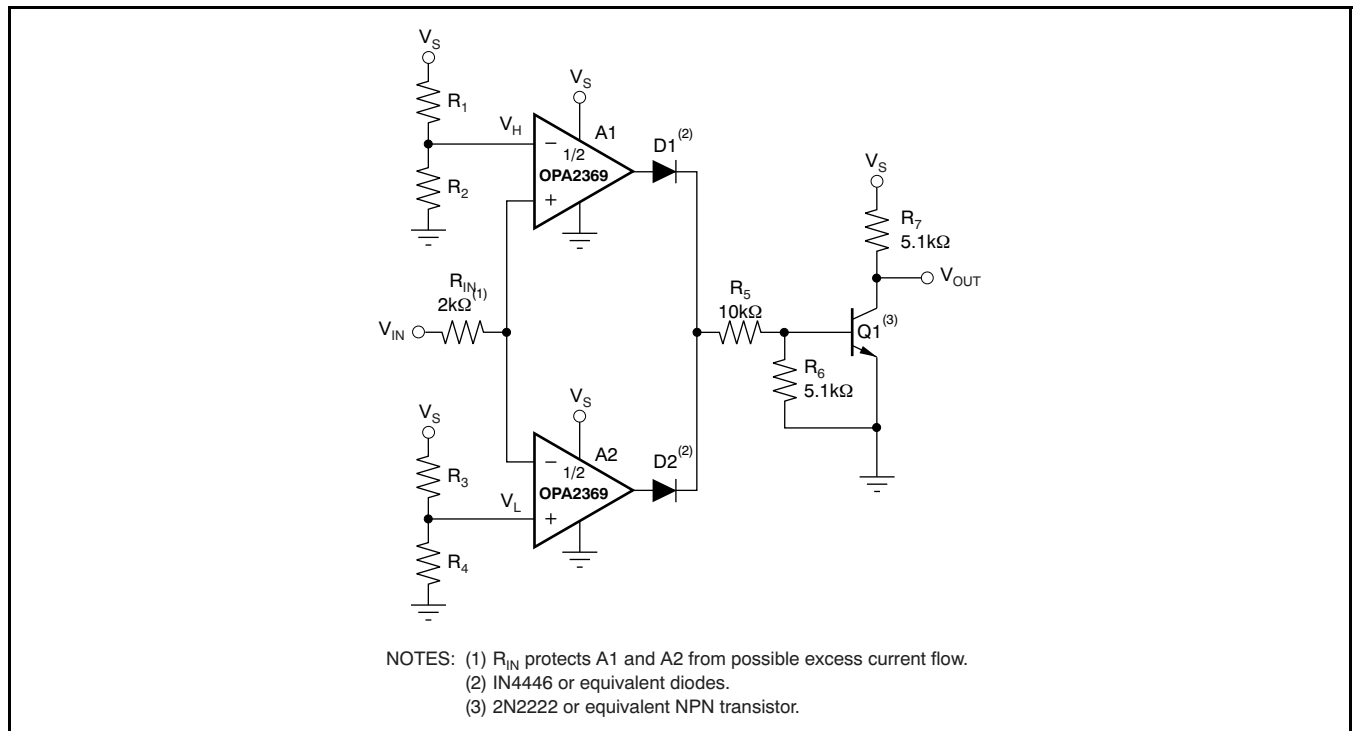 V_S
R_1
R_2
V_H
V_S
A1
−
1/2
OPA2369
+
D1^(2)
R_IN^(1)
2kΩ
V_IN
V_S
R_3
R_4
V_L
V_S
A2
−
1/2
OPA2369
+
D2^(2)
R_5
10kΩ
R_6
5.1kΩ
V_S
R_7
5.1kΩ
V_OUT
Q1^(3)
NOTES: (1) R_IN protects A1 and A2 from possible excess current flow.
(2) IN4446 or equivalent diodes.
(3) 2N2222 or equivalent NPN transistor.